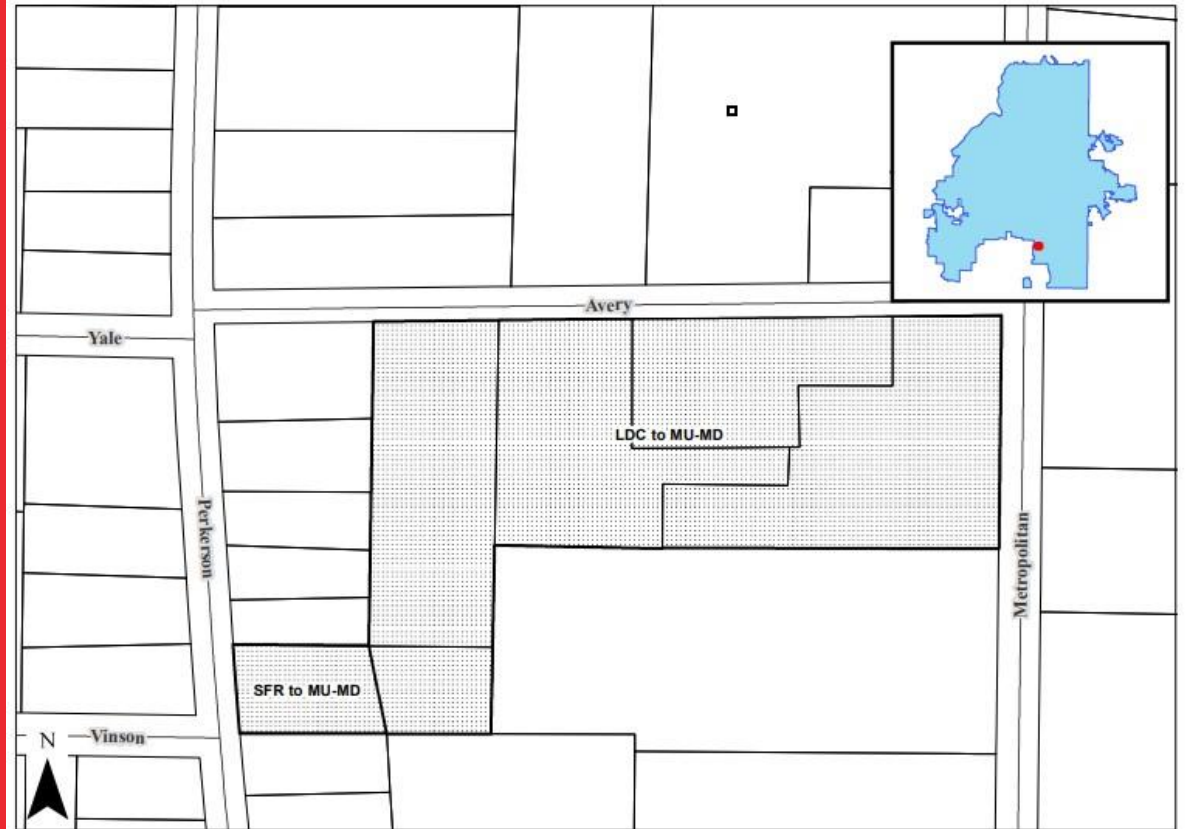 Avery
Yale
LDC to MU-MD
Perkerson
Metropolitan
SFR to MU-MD
N
Vinson